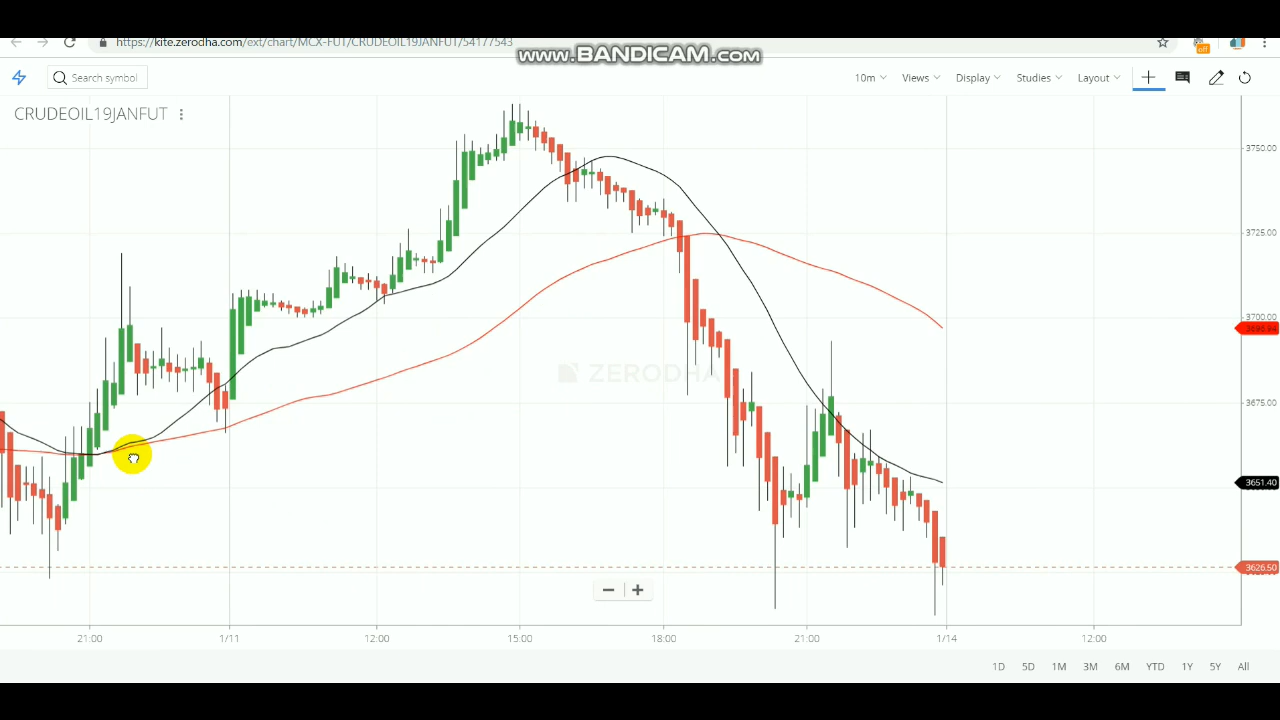 www.BANDICAM.com
https://kite.zerodha.com/ext/chart/MCX-FUT/CRUDEOIL19JANFUT/54177543
off
Search symbol
10m
Views
Display
Studies
Layout
CRUDEOIL19JANFUT
3750.00
3725.00
3700.00
3696.94
ZERODHA
3675.00
3651.40
3626.50
21:00
1/11
12:00
15:00
18:00
21:00
1/14
12:00
1D
5D
1M
3M
6M
YTD
1Y
5Y
All